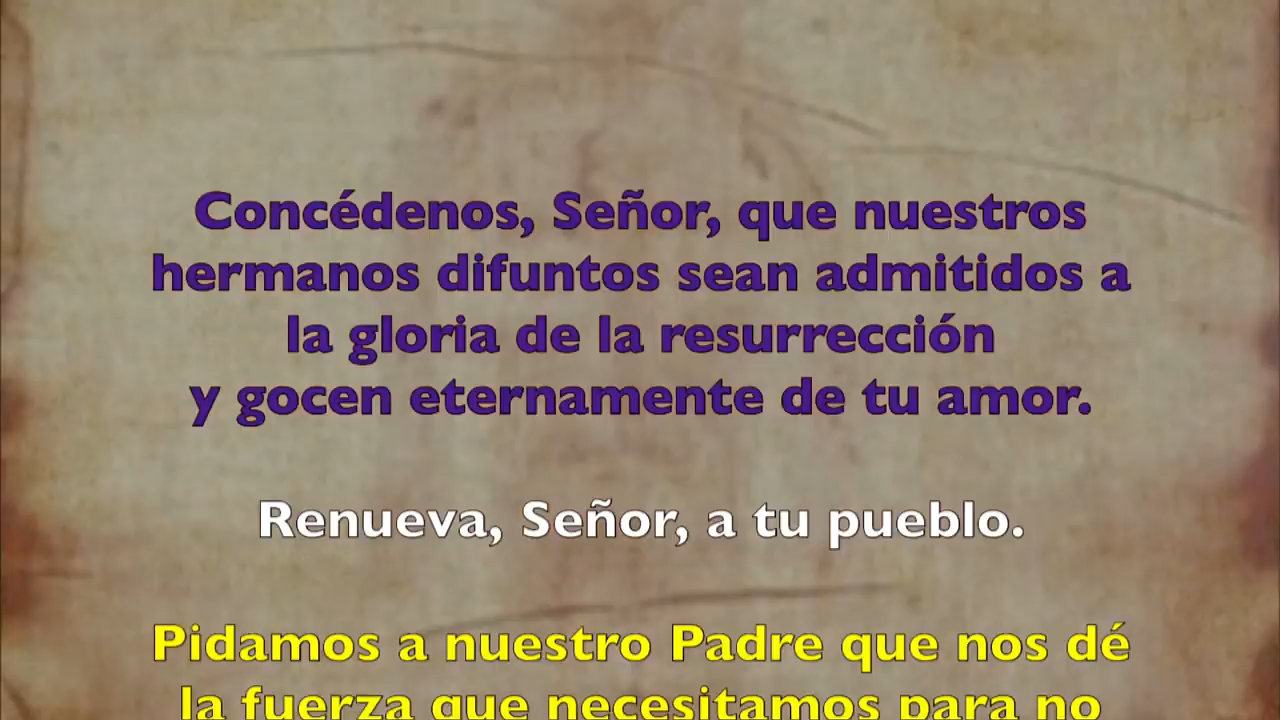 Concédenos, Señor, que nuestros
hermanos difuntos sean admitidos a
la gloria de la resurrección
y gocen eternamente de tu amor.
Renueva, Señor, a tu pueblo.
Pidamos a nuestro Padre que nos dé
la fuerza que necesitamos para no